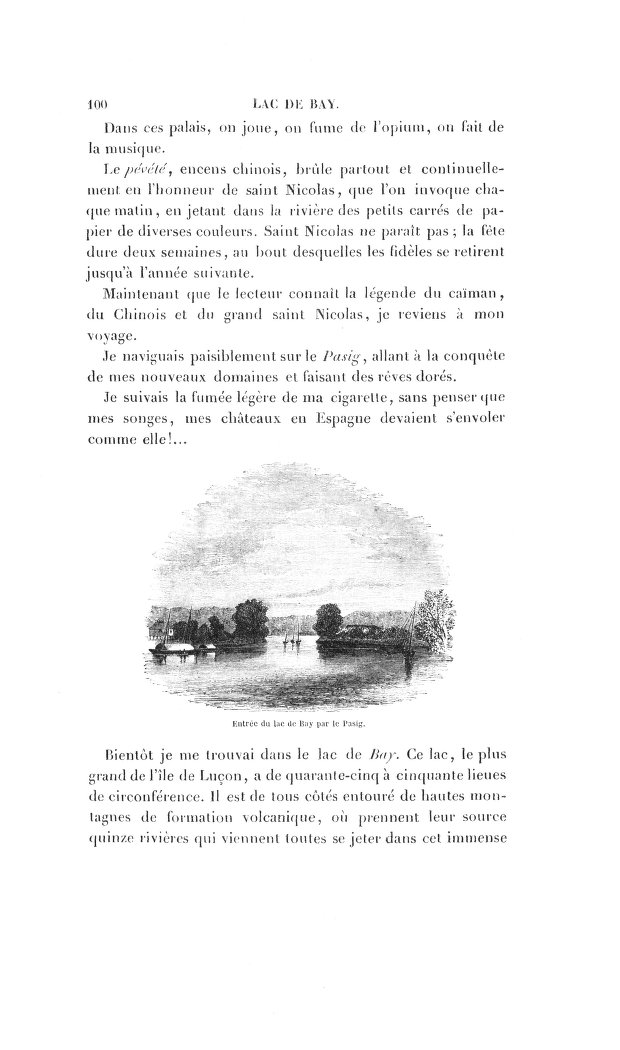 100 LAC DE BAY.
Dans ces palais, on joue, on fume de l'opium, on fait de
la musique.
Le pévété, encens chinois, brûle partout et continuelle-
ment en l'honneur de saint Nicolas, que l'on invoque cha-
que matin, en jetant dans la rivière des petits carrés de pa-
pier de diverses couleurs. Saint Nicolas ne paraît pas ; la fête
dure deux semaines, au bout desquelles les fidèles se retirent
jusqu'à l'année suivante.
Maintenant que le lecteur connaît la légende du caïman,
du Chinois et du grand saint Nicolas, je reviens à mon
voyage.
Je naviguais paisiblement sur le Pasig, allant à la conquête
de mes nouveaux domaines et faisant des rêves dorés.
Je suivais la fumée légère de ma cigarette, sans penser que
mes songes, mes châteaux en Espagne devaient s'envoler
comme elle!...
Entrée du lac de Bay par le Pasig.
Bientôt je me trouvai dans le lac de Bay. Ce lac, le plus
grand de l'île de Luçon, a de quarante-cinq à cinquante lieues
de circonférence. Il est de tous côtés entouré de hautes mon-
tagnes de formation volcanique, où prennent leur source
quinze rivières qui viennent toutes se jeter dans cet immense